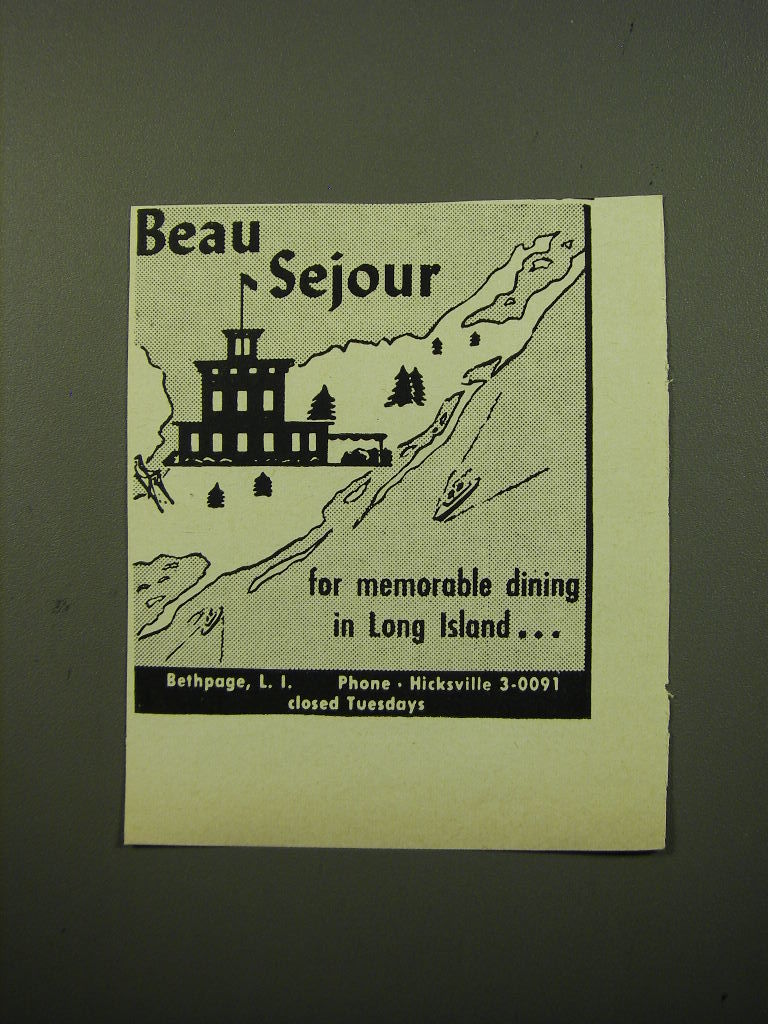 Beau
Sejour
for memorable dining
in Long Island...
Bethpage, L. I. Phone · Hicksville 3-0091
closed Tuesdays